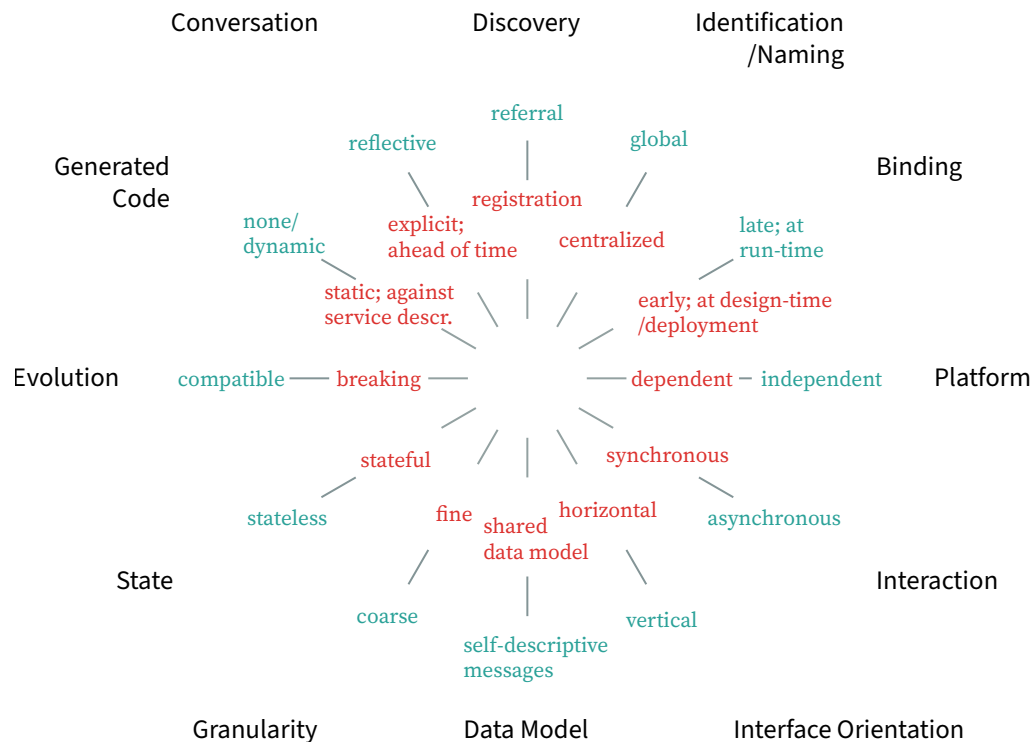 Conversation
Discovery
Identification
/Naming
referral
reflective
global
Generated
Code
Binding
registration
none/
dynamic
explicit;
ahead of time
centralized
late; at
run-time
static; against
service descr.
early; at design-time
/deployment
Evolution
compatible
breaking
dependent
independent
Platform
stateful
synchronous
stateless
fine
shared
data model
horizontal
asynchronous
State
Interaction
coarse
self-descriptive
messages
vertical
Granularity
Data Model
Interface Orientation